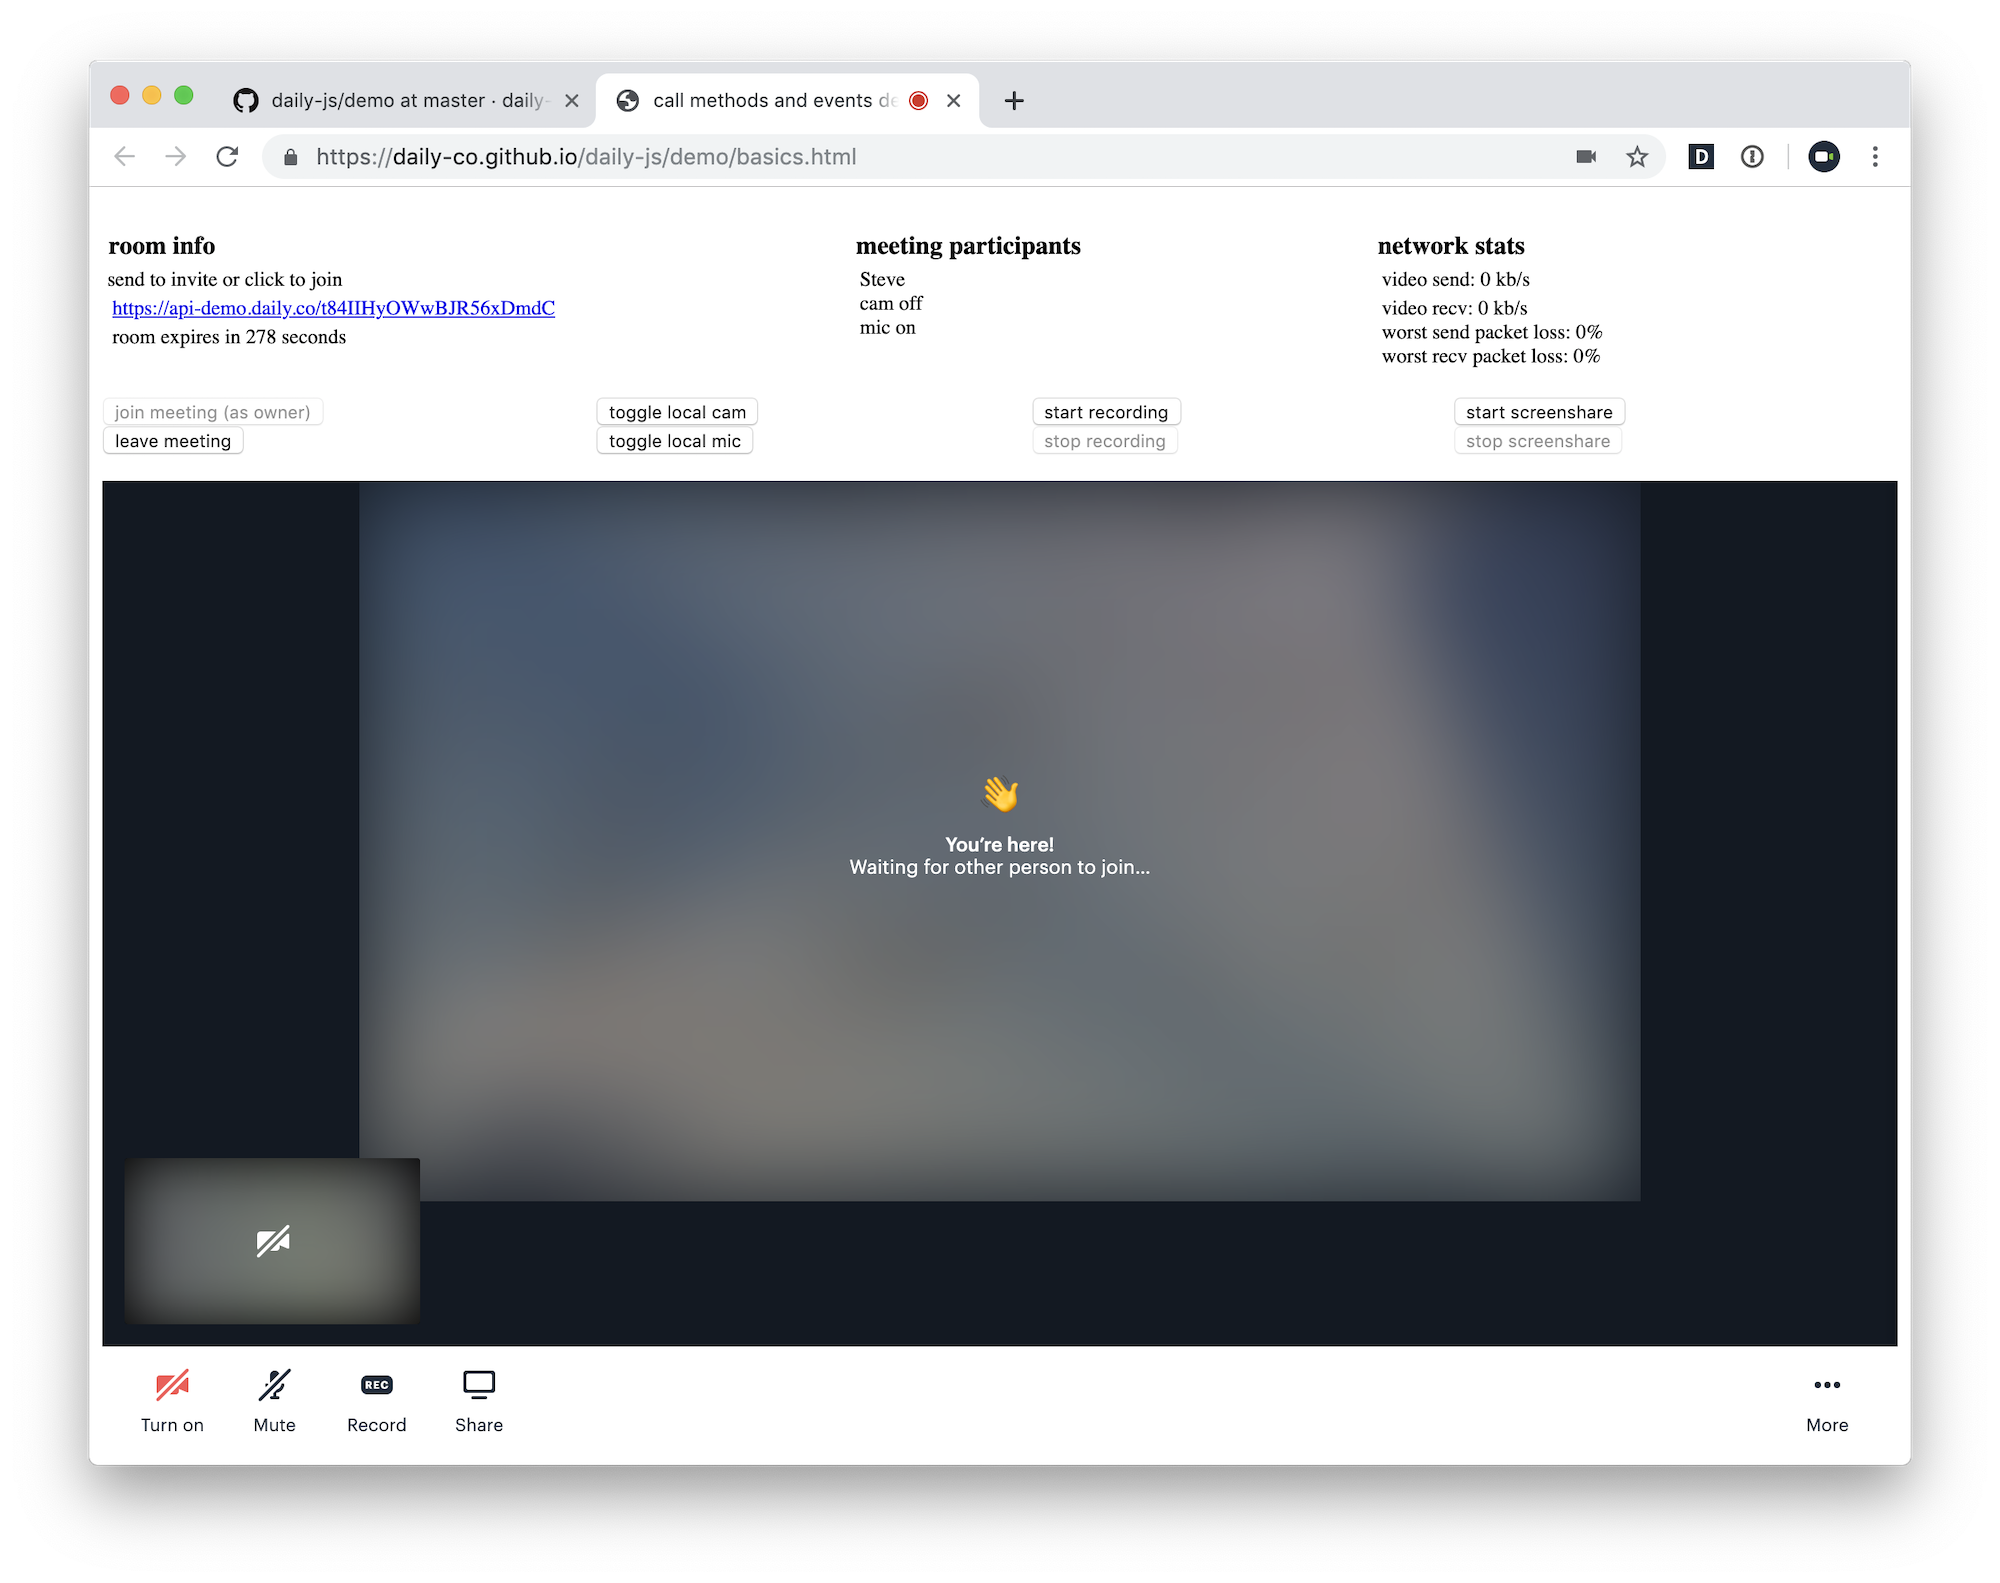 daily-js/demo at master · daily-
call methods and events de
https://daily-co.github.io/daily-js/demo/basics.html
D
room info
send to invite or click to join
https://api-demo.daily.co/t84IIHyOWwBJR56xDmdC
room expires in 278 seconds
meeting participants
Steve
cam off
mic on
network stats
video send: 0 kb/s
video recv: 0 kb/s
worst send packet loss: 0%
worst recv packet loss: 0%
join meeting (as owner)
leave meeting
toggle local cam
toggle local mic
start recording
stop recording
start screenshare
stop screenshare
You’re here!
Waiting for other person to join...
Turn on
Mute
REC
Record
Share
More